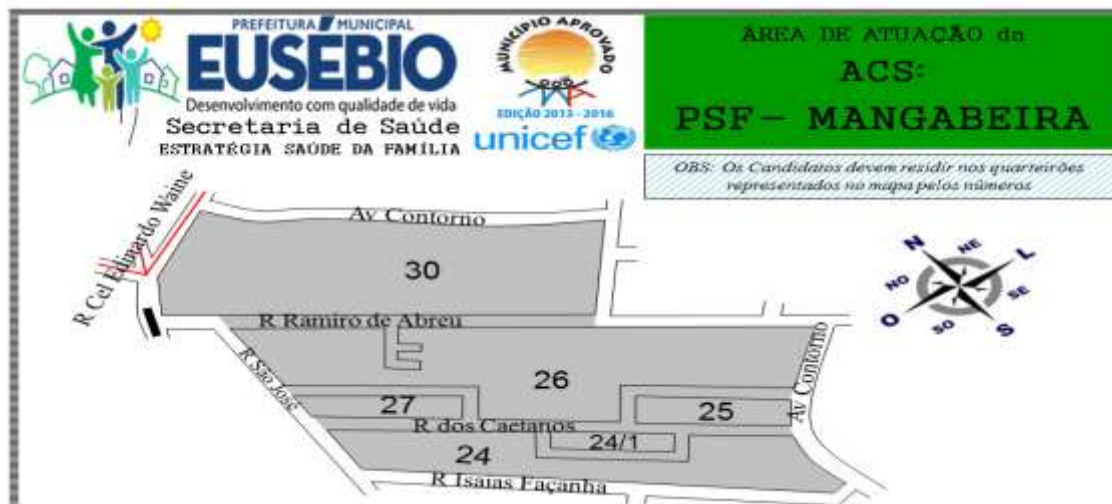 PREFEITURA MUNICIPAL
EUSÉBIO
Desenvolvimento com qualidade de vida
Secretaria de Saúde
ESTRATÉGIA SAÚDE DA FAMÍLIA
MUNICÍPIO APROVADO
EDIÇÃO 2013 - 2016
unicef
ÁREA DE ATUAÇÃO da
ACS:
PSF- MANGABEIRA
OBS: Os Candidatos devem residir nos quarteirões
representados no mapa pelos números
R Cel Edinardo Waine
Av Contorno
30
N
NE
L
NO
SE
O
SO
S
R Ramiro de Abreu
R São José
26
Av Contorno
27
25
R dos Caetanos
24/1
24
R Isaias Façanha